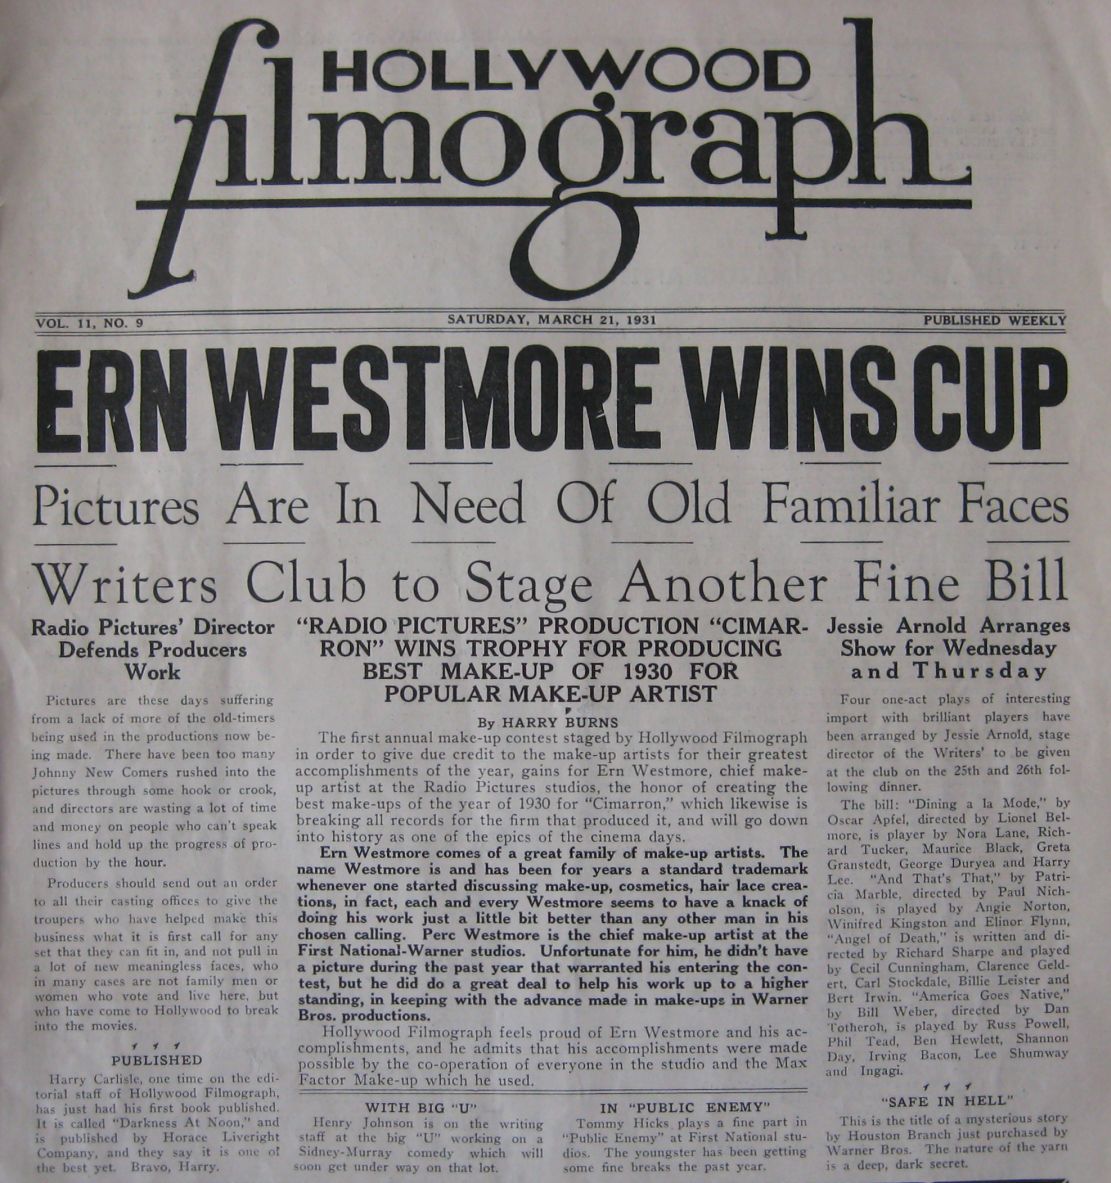 HOLLYWOOD
filmograph
VOL. 11, NO. 9 SATURDAY, MARCH 21, 1931 PUBLISHED WEEKLY
ERN WESTMORE WINS CUP
Pictures Are In Need Of Old Familiar Faces
Writers Club to Stage Another Fine Bill
Radio Pictures' Director
Defends Producers
Work
Pictures are these days suffering
from a lack of more of the old-timers
being used in the productions now be-
ing made. There have been too many
Johnny New Comers rushed into the
pictures through some hook or crook,
and directors are wasting a lot of time
and money on people who can't speak
lines and hold up the progress of pro-
duction by the hour.
Producers should send out an order
to all their casting offices to give the
troupers who have helped make this
business what it is first call for any
set that they can fit in, and not pull in
a lot of new meaningless faces, who
in many cases are not family men or
women who vote and live here, but
who have come to Hollywood to break
into the movies.
PUBLISHED
Harry Carlisle, one time on the edi-
torial staff of Hollywood Filmograph,
has just had his first book published.
It is called "Darkness At Noon," and
is published by Horace Liveright
Company, and they say it is one of
the best yet. Bravo, Harry.
"RADIO PICTURES" PRODUCTION "CIMAR-
RON" WINS TROPHY FOR PRODUCING
BEST MAKE-UP OF 1930 FOR
POPULAR MAKE-UP ARTIST
By HARRY BURNS
The first annual make-up contest staged by Hollywood Filmograph
in order to give due credit to the make-up artists for their greatest
accomplishments of the year, gains for Ern Westmore, chief make-
up artist at the Radio Pictures studios, the honor of creating the
best make-ups of the year of 1930 for "Cimarron," which likewise is
breaking all records for the firm that produced it, and will go down
into history as one of the epics of the cinema days.
Ern Westmore comes of a great family of make-up artists. The
name Westmore is and has been for years a standard trademark
whenever one started discussing make-up, cosmetics, hair lace crea-
tions, in fact, each and every Westmore seems to have a knack of
doing his work just a little bit better than any other man in his
chosen calling. Perc Westmore is the chief make-up artist at the
First National-Warner studios. Unfortunate for him, he didn't have
a picture during the past year that warranted his entering the con-
test, but he did do a great deal to help his work up to a higher
standing, in keeping with the advance made in make-ups in Warner
Bros. productions.
Hollywood Filmograph feels proud of Ern Westmore and his ac-
complishments, and he admits that his accomplishments were made
possible by the co-operation of everyone in the studio and the Max
Factor Make-up which he used.
WITH BIG "U"
Henry Johnson is on the writing
staff at the big "U" working on a
Sidney-Murray comedy which will
soon get under way on that lot.
IN "PUBLIC ENEMY"
Tommy Hicks plays a fine part in
"Public Enemy" at First National stu-
dios. The youngster has been getting
some fine breaks the past year.
Jessie Arnold Arranges
Show for Wednesday
and Thursday
Four one-act plays of interesting
import with brilliant players have
been arranged by Jessie Arnold, stage
director of the Writers' to be given
at the club on the 25th and 26th fol-
lowing dinner.
The bill: "Dining a la Mode," by
Oscar Apfel, directed by Lionel Bel-
more, is player by Nora Lane, Rich-
ard Tucker, Maurice Black, Greta
Granstedt, George Duryea and Harry
Lee. "And That's That," by Patri-
cia Marble, directed by Paul Nich-
olson, is played by Angie Norton,
Winifred Kingston and Elinor Flynn,
"Angel of Death," is written and di-
rected by Richard Sharpe and played
by Cecil Cunningham, Clarence Geld-
ert, Carl Stockdale, Billie Leister and
Bert Irwin. "America Goes Native,"
by Bill Weber, directed by Dan
Totheroh, is played by Russ Powell,
Phil Tead, Ben Hewlett, Shannon
Day, Irving Bacon, Lee Shumway
and Ingagi.
"SAFE IN HELL"
This is the title of a mysterious story
by Houston Branch just purchased by
Warner Bros. The nature of the yarn
is a deep, dark secret.